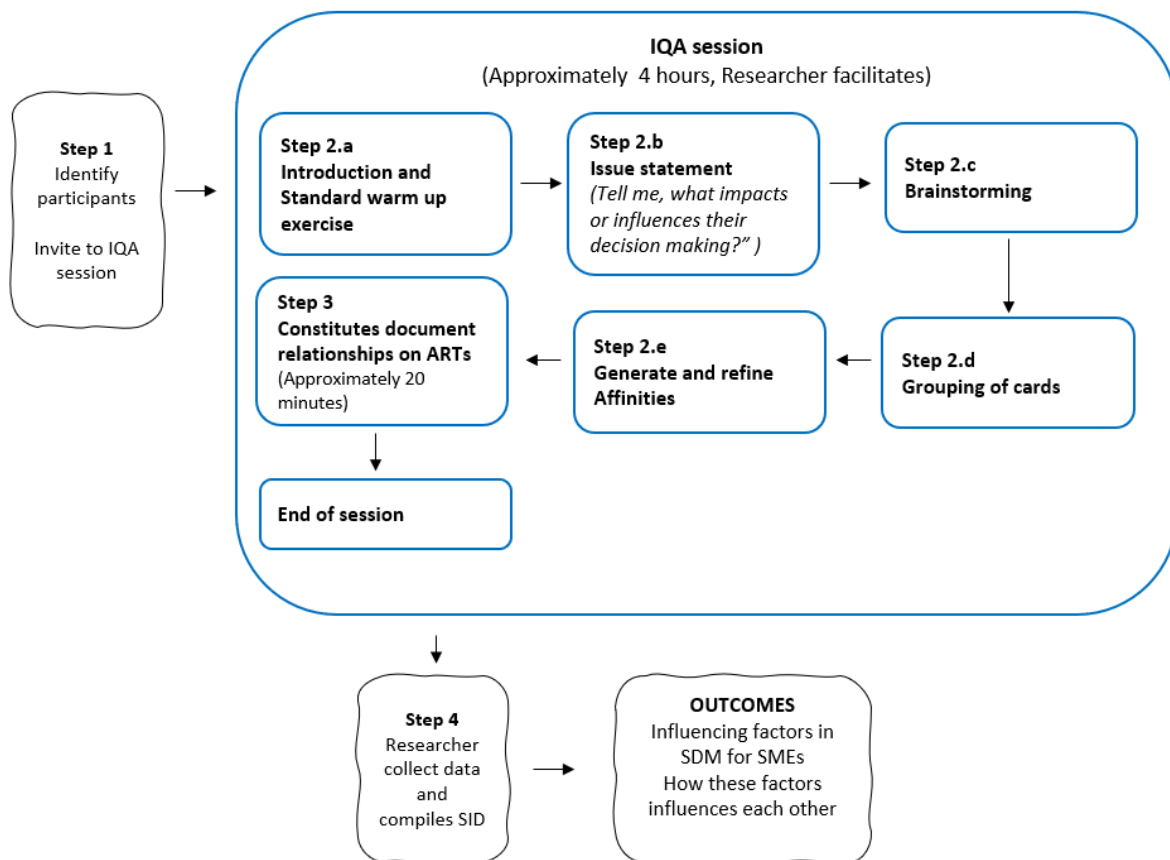 IQA session
(Approximately 4 hours, Researcher facilitates)
Step 1
Identify
participants
Invite to IQA
session
Step 2.a
Introduction and
Standard warm up
exercise
Step 2.b
Issue statement
(Tell me, what impacts
or influences their
decision making?” )
Step 2.c
Brainstorming
Step 2.d
Grouping of cards
Step 2.e
Generate and refine
Affinities
Step 3
Constitutes document
relationships on ARTs
(Approximately 20
minutes)
End of session
Step 4
Researcher
collect data
and
compiles SID
OUTCOMES
Influencing factors in
SDM for SMEs
How these factors
influences each other